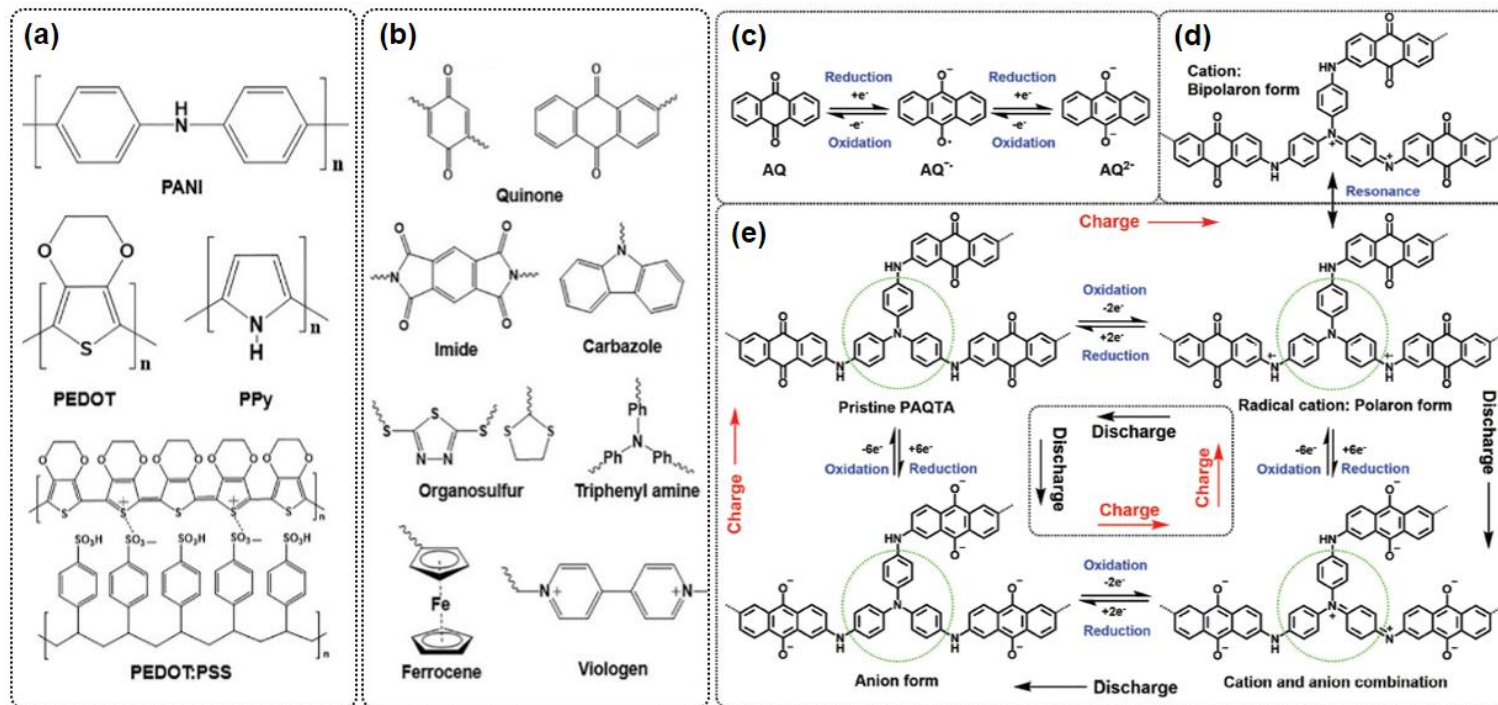 (a)
H
N
n
PANI
O O
S
n
PEDOT
N
H
n
PPy
O O O O O O O O O O
S S S S S
+ +
n
SO₃H SO₃— SO₃H SO₃— SO₃H
n
PEDOT:PSS
(b)
O O
O O
Quinone
O O
N N
O O
Imide
N
Carbazole
S S S
N N
S S
Organosulfur
Ph
N
Ph Ph
Triphenyl amine
Fe
Ferrocene
N+ N+
Viologen
(c)
Reduction
+e⁻
-e⁻
Oxidation
Reduction
+e⁻
-e⁻
Oxidation
O O⁻ O⁻
O O• O⁻
AQ
AQ⁻·
AQ²⁻
(d)
Cation:
Bipolaron form
O
HN
O
N
+
O O
N
H
+
N
O O
Resonance
(e)
Charge
O
HN
O
N
O O
N
H
N
H
O O
Pristine PAQTA
Oxidation
-2e⁻
+2e⁻
Reduction
O
HN
O
N
O O
+·
N
H
+·
N
H
O O
Radical cation: Polaron form
Charge
-6e⁻ +6e⁻
Oxidation Reduction
Discharge
Discharge
Charge
Charge
-6e⁻ +6e⁻
Oxidation Reduction
Discharge
O⁻
HN
O⁻
N
O⁻ O⁻
N
H
N
H
O⁻ O⁻
Anion form
Oxidation
-2e⁻
+2e⁻
Reduction
O⁻
HN
O⁻
N
+
O⁻ O⁻
N
H
+
N
O⁻ O⁻
Cation and anion combination
Discharge